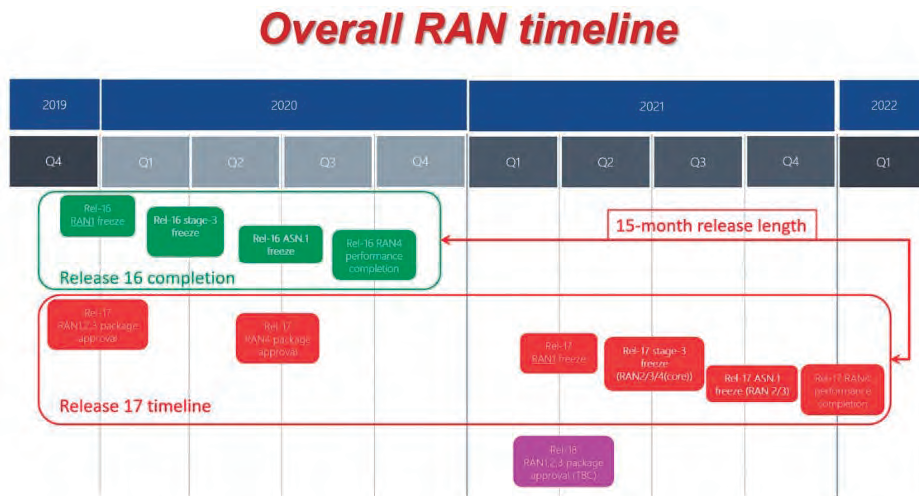 Overall RAN timeline
2019
2020
2021
2022
Q4
Q1
Q2
Q3
Q4
Q1
Q2
Q3
Q4
Q1
Rel-16
RAN1 freeze
Rel-16 stage-3
freeze
Rel-16 ASN.1
freeze
Rel-16 RAN4
performance
completion
15-month release length
Release 16 completion
Rel-17
RAN1,2,3 package
approval
Rel-17
RAN4 package
approval
Rel-17
RAN1 freeze
Rel-17 stage-3
freeze
(RAN2/3/4(core))
Rel-17 ASN.1
freeze (RAN 2/3)
Rel-17 RAN4
performance
completion
Release 17 timeline
Rel-18
RAN1,2,3 package
approval (TBC)